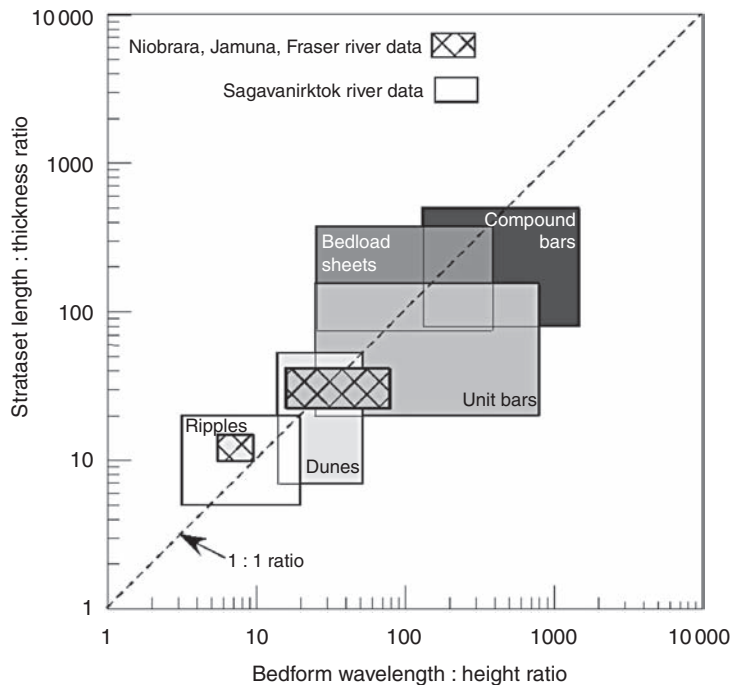 10 000
Niobrara, Jamuna, Fraser river data
Sagavanirktok river data
1000
Compound
bars
Bedload
sheets
100
Unit bars
Ripples
Dunes
10
1 : 1 ratio
1
1
10
100
1000
10 000
Strataset length : thickness ratio
Bedform wavelength : height ratio